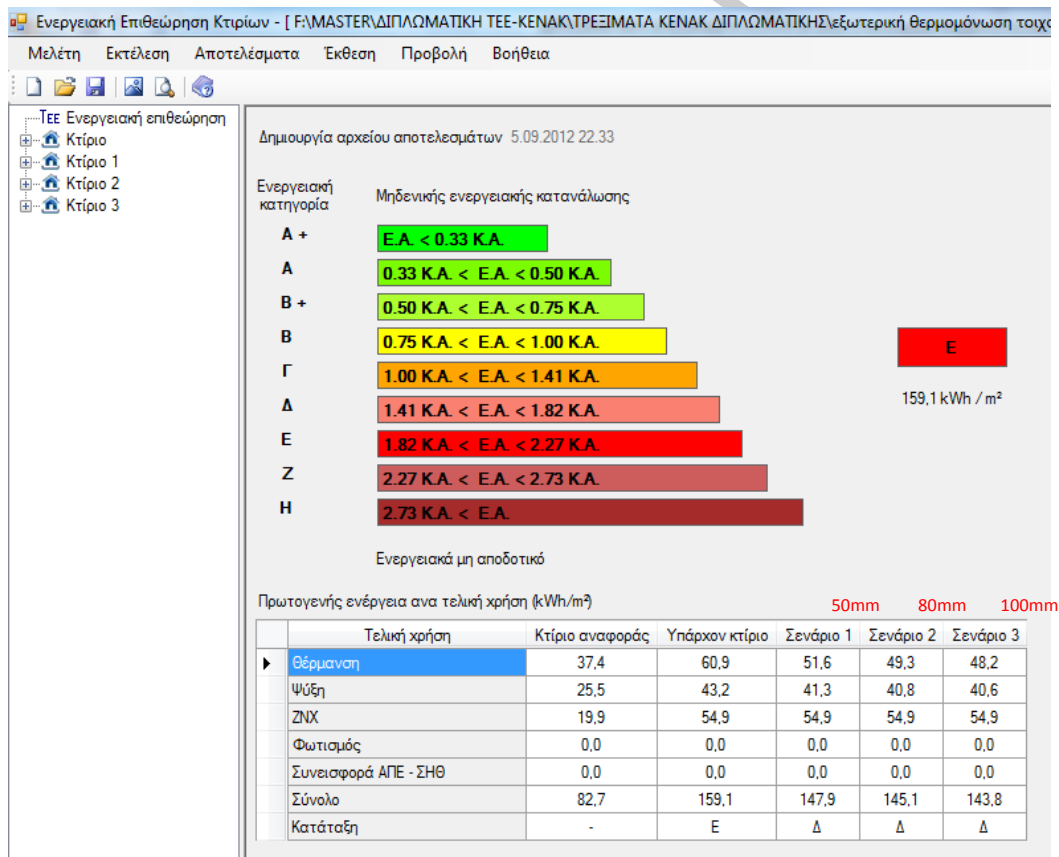 Ενεργειακή Επιθεώρηση Κτιρίων - [ F:\MASTER\ΔΙΠΛΩΜΑΤΙΚΗ ΤΕΕ-ΚΕΝΑΚ\ΤΡΕΞΙΜΑΤΑ ΚΕΝΑΚ ΔΙΠΛΩΜΑΤΙΚΗΣ\εξωτερική θερμομόνωση τοιχο
Μελέτη Εκτέλεση Αποτελέσματα Έκθεση Προβολή Βοήθεια
ΤΕΕ Ενεργειακή επιθεώρηση
Κτίριο
Κτίριο 1
Κτίριο 2
Κτίριο 3
Δημιουργία αρχείου αποτελεσμάτων 5.09.2012 22.33
Ενεργειακή κατηγορία
Μηδενικής ενεργειακής κατανάλωσης
Α + Ε.Α. < 0.33 Κ.Α.
Α 0.33 Κ.Α. < Ε.Α. < 0.50 Κ.Α.
Β + 0.50 Κ.Α. < Ε.Α. < 0.75 Κ.Α.
Β 0.75 Κ.Α. < Ε.Α. < 1.00 Κ.Α.
Γ 1.00 Κ.Α. < Ε.Α. < 1.41 Κ.Α.
Δ 1.41 Κ.Α. < Ε.Α. < 1.82 Κ.Α.
Ε 1.82 Κ.Α. < Ε.Α. < 2.27 Κ.Α.
Ζ 2.27 Κ.Α. < Ε.Α. < 2.73 Κ.Α.
Η 2.73 Κ.Α. < Ε.Α.
Ε
159,1 kWh / m²
Ενεργειακά μη αποδοτικό
Πρωτογενής ενέργεια ανα τελική χρήση (kWh/m²)
50mm 80mm 100mm
Τελική χρήση Κτίριο αναφοράς Υπάρχον κτίριο Σενάριο 1 Σενάριο 2 Σενάριο 3
Θέρμανση 37,4 60,9 51,6 49,3 48,2
Ψύξη 25,5 43,2 41,3 40,8 40,6
ΖΝΧ 19,9 54,9 54,9 54,9 54,9
Φωτισμός 0,0 0,0 0,0 0,0 0,0
Συνεισφορά ΑΠΕ - ΣΗΘ 0,0 0,0 0,0 0,0 0,0
Σύνολο 82,7 159,1 147,9 145,1 143,8
Κατάταξη - Ε Δ Δ Δ